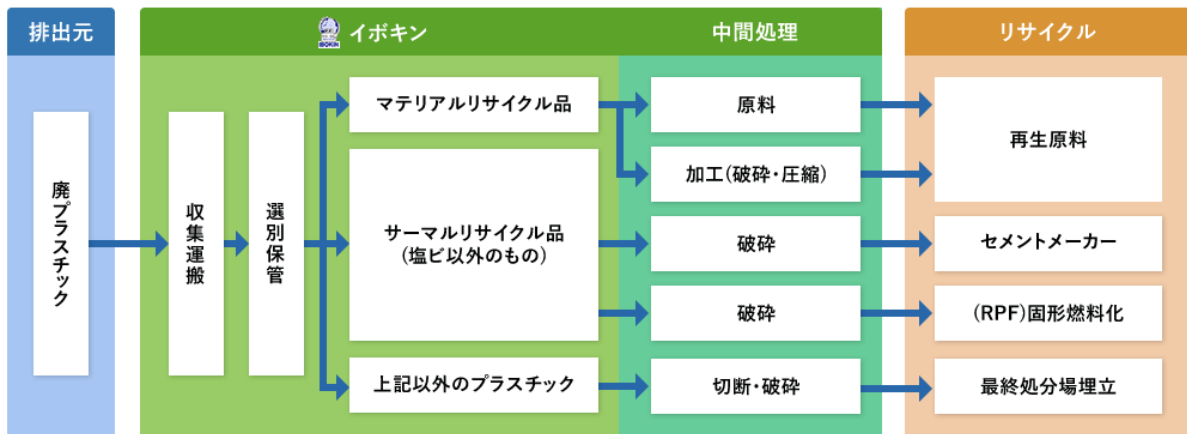 排出元
イボキン
中間処理
リサイクル
廃プラスチック
収集運搬
選別保管
マテリアルリサイクル品
サーマルリサイクル品
(塩ビ以外のもの)
上記以外のプラスチック
原料
加工(破砕・圧縮)
破砕
破砕
切断・破砕
再生原料
セメントメーカー
(RPF)固形燃料化
最終処分場埋立
IBOKIN